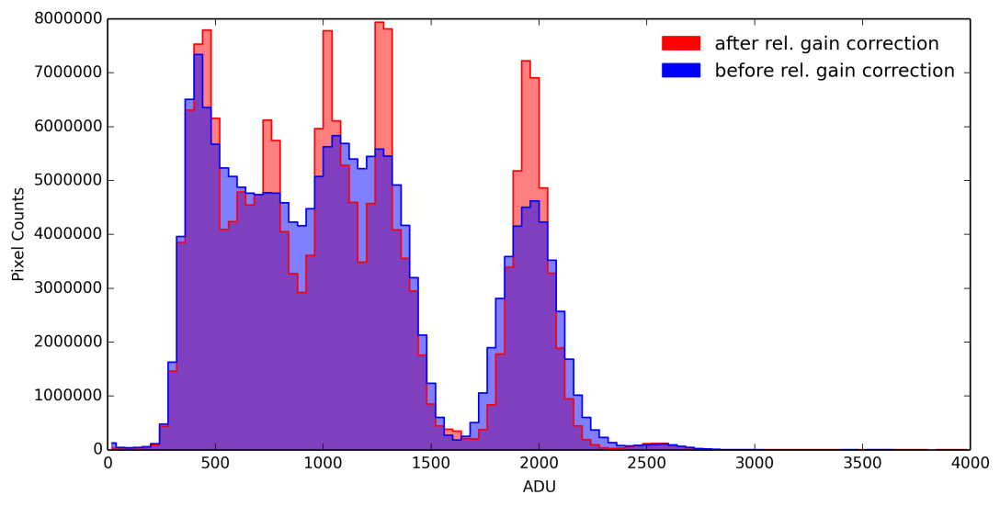 8000000
7000000
6000000
5000000
4000000
3000000
2000000
1000000
0
Pixel Counts
after rel. gain correction
before rel. gain correction
0 500 1000 1500 2000 2500 3000 3500 4000
ADU